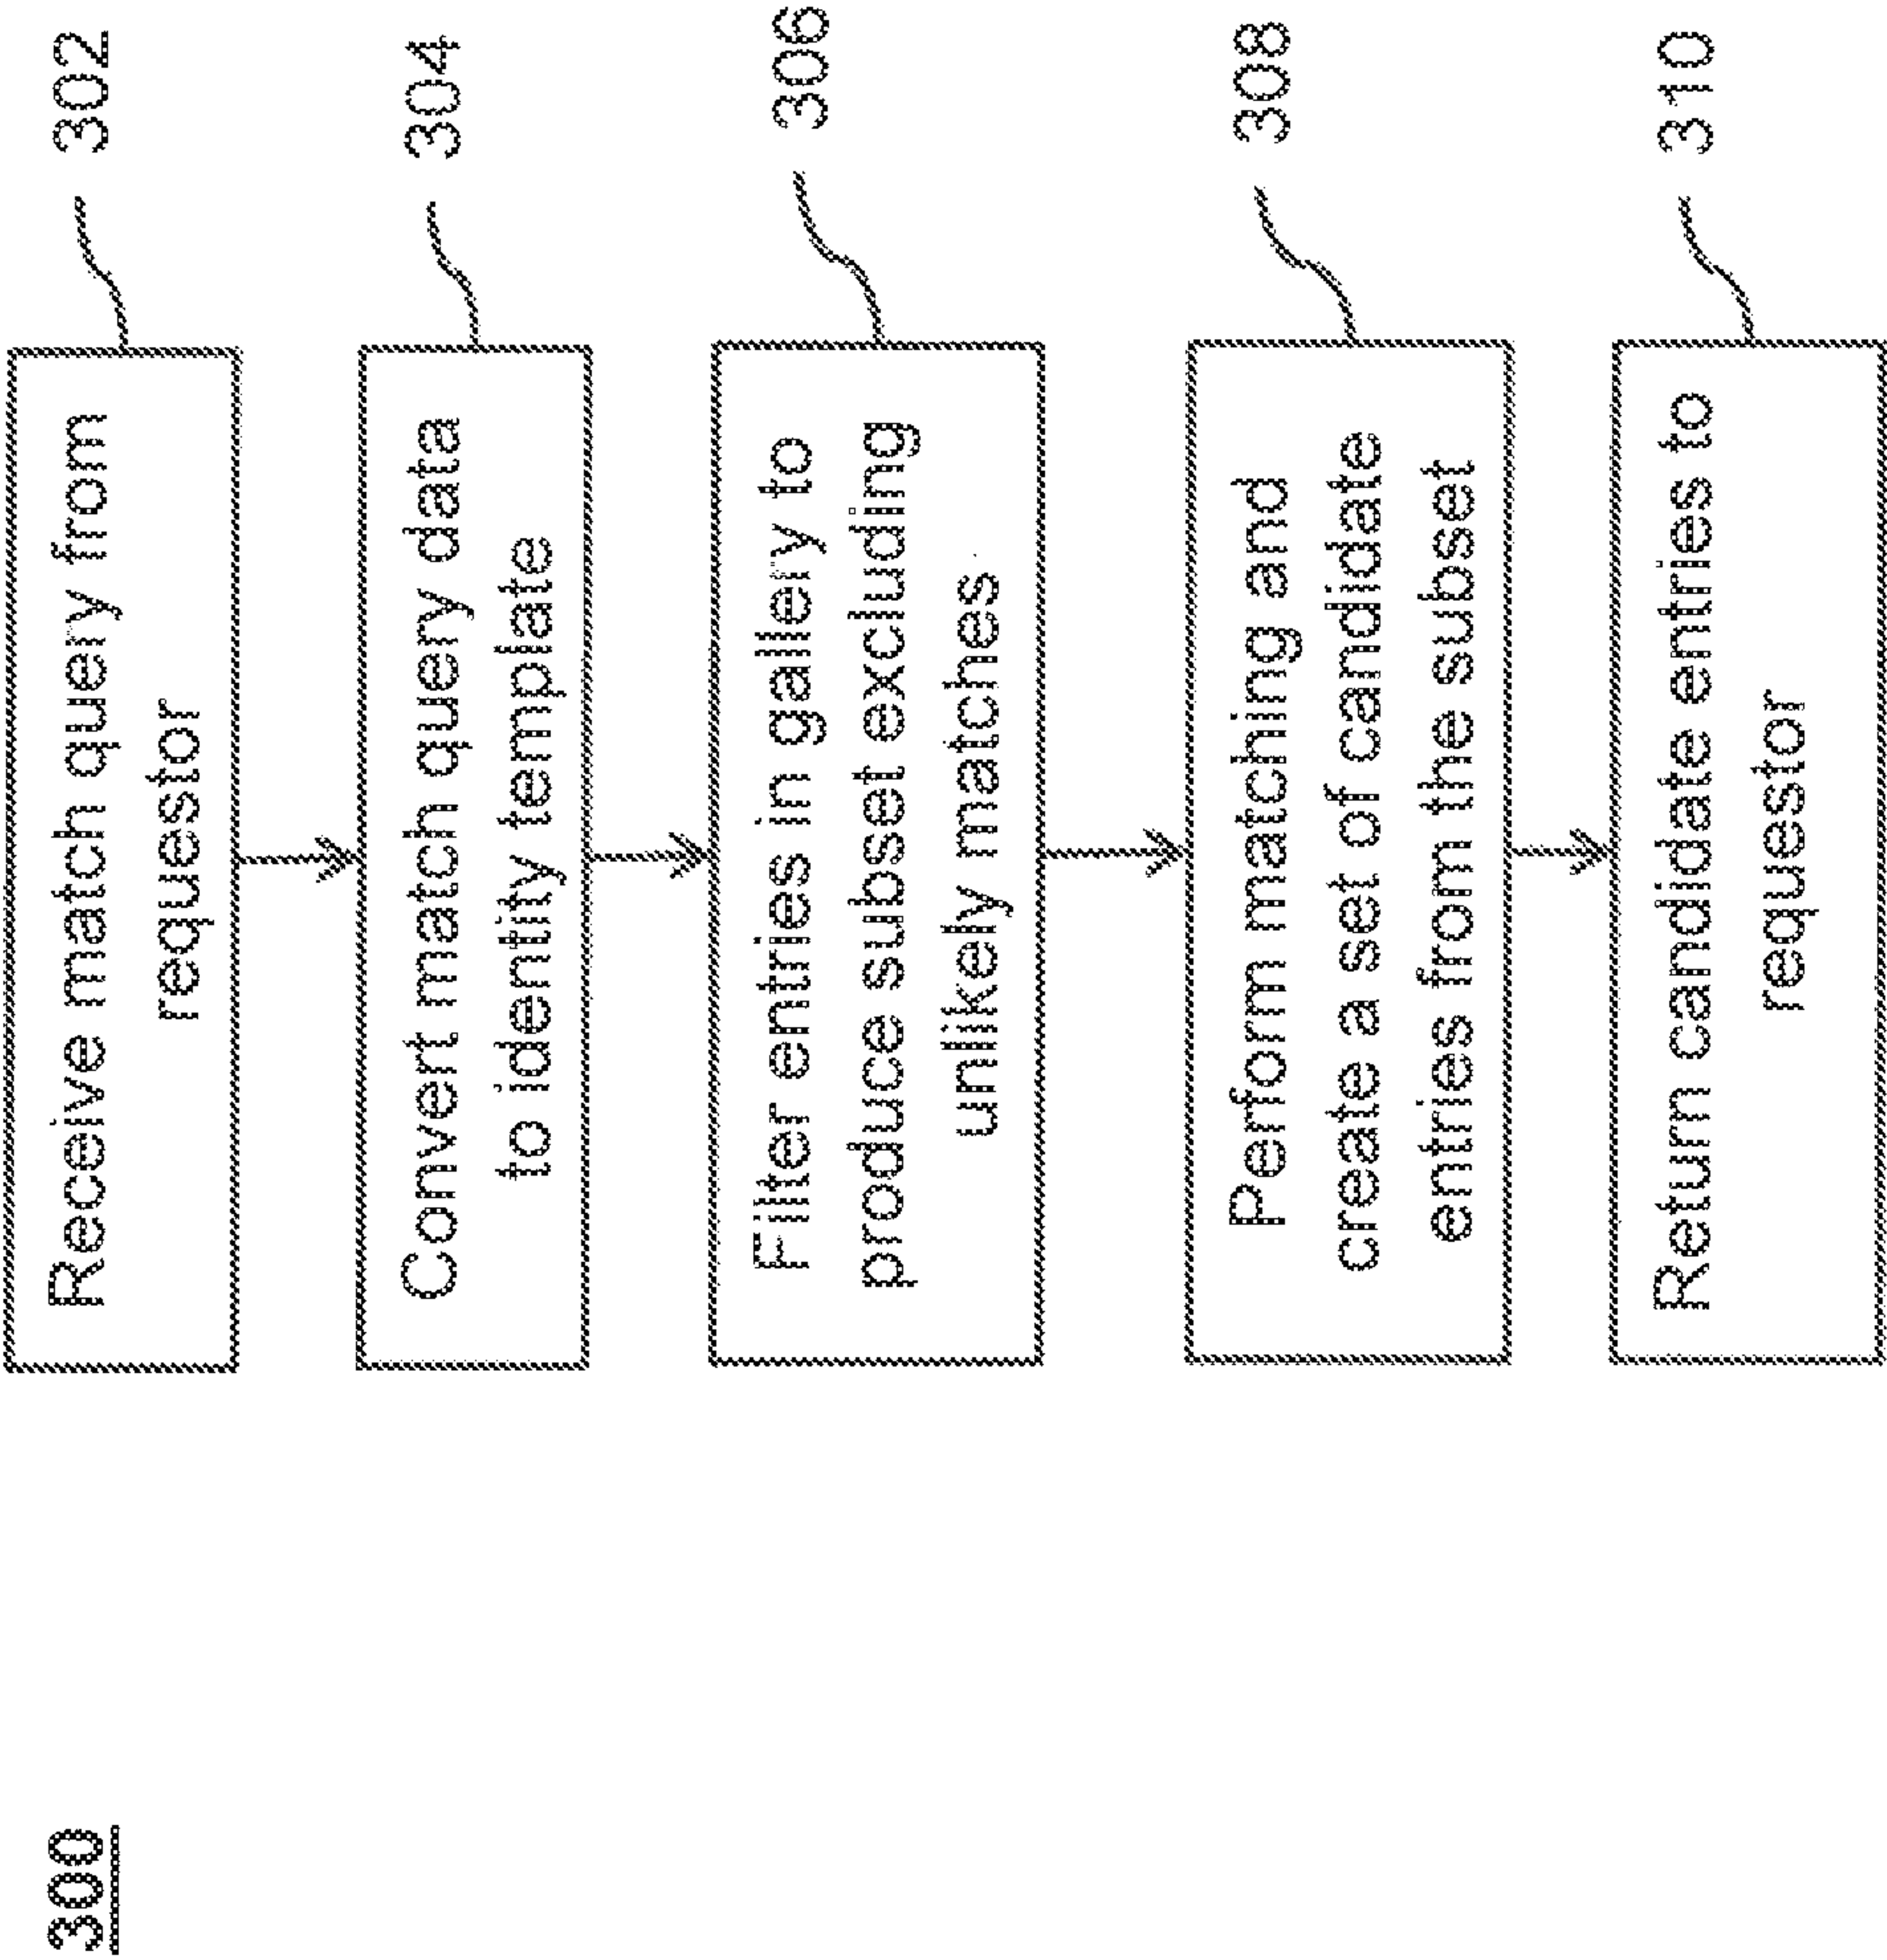 300
Receive match query from
requestor
302
Convert match query data
to identity template
304
Filter entries in gallery to
produce subset excluding
unlikely matches
306
Perform matching and
create a set of candidate
entries from the subset
308
Return candidate entries to
requestor
310